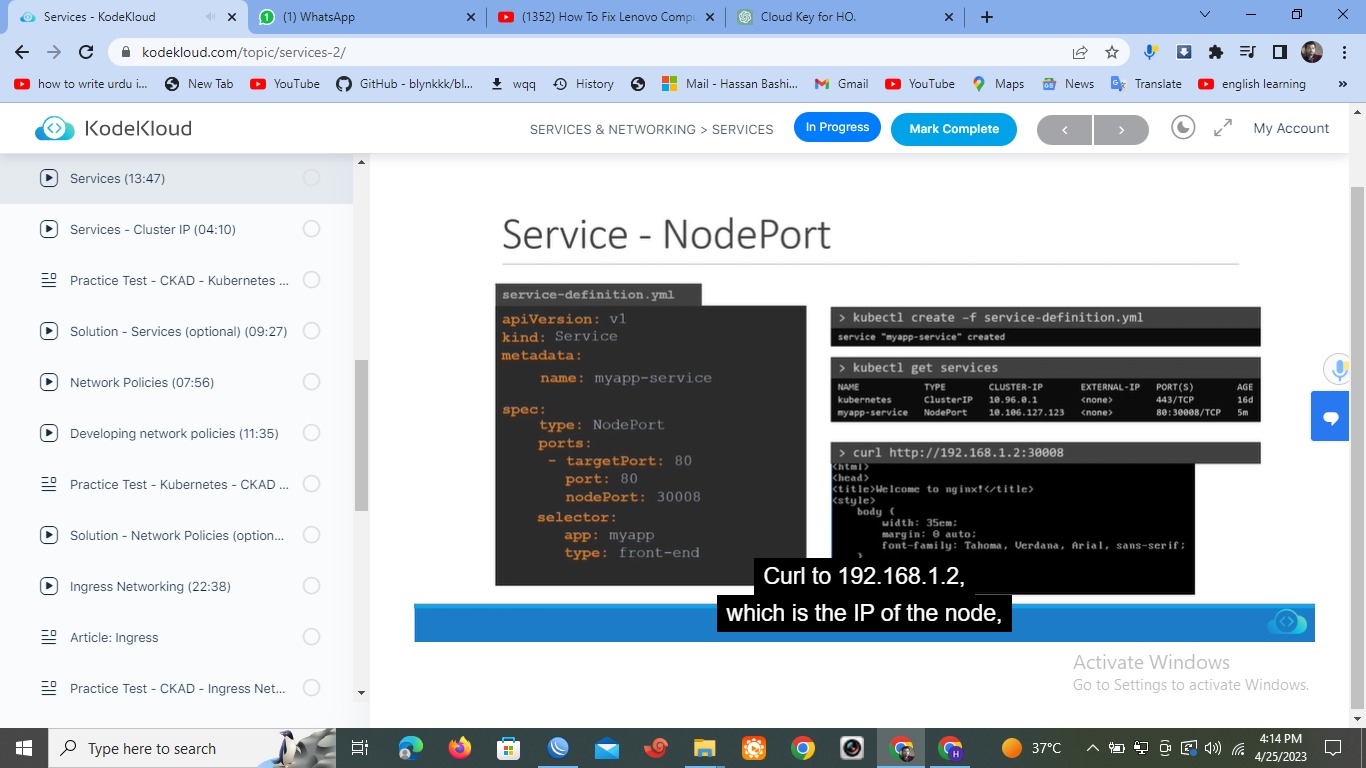 Services - KodeKloud
(1) WhatsApp
(1352) How To Fix Lenovo Compu
Cloud Key for HO.
kodekloud.com/topic/services-2/
how to write urdu i...
New Tab
YouTube
GitHub - blynkkk/bl...
wqq
History
Mail - Hassan Bashi...
Gmail
YouTube
Maps
News
Translate
english learning
»
KodeKloud
SERVICES & NETWORKING > SERVICES
In Progress
Mark Complete
My Account
Services (13:47)
Services - Cluster IP (04:10)
Practice Test - CKAD - Kubernetes ...
Solution - Services (optional) (09:27)
Network Policies (07:56)
Developing network policies (11:35)
Practice Test - Kubernetes - CKAD ...
Solution - Network Policies (option...
Ingress Networking (22:38)
Article: Ingress
Practice Test - CKAD - Ingress Net...
Service - NodePort
service-definition.yml
apiVersion: v1
kind: Service
metadata:
name: myapp-service
spec:
type: NodePort
ports:
- targetPort: 80
port: 80
nodePort: 30008
selector:
app: myapp
type: front-end
> kubectl create -f service-definition.yml
service "myapp-service" created
> kubectl get services
NAME TYPE CLUSTER-IP EXTERNAL-IP PORT(S) AGE
kubernetes ClusterIP 10.96.0.1 <none> 443/TCP 16d
myapp-service NodePort 10.106.127.123 <none> 80:30008/TCP 5m
> curl http://192.168.1.2:30008
<html>
<head>
<title>Welcome to nginx!</title>
<style>
body {
width: 35em;
margin: 0 auto;
font-family: Tahoma, Verdana, Arial, sans-serif;
}
Curl to 192.168.1.2,
which is the IP of the node,
Activate Windows
Go to Settings to activate Windows.
Type here to search
H
37°C
4:14 PM
4/25/2023